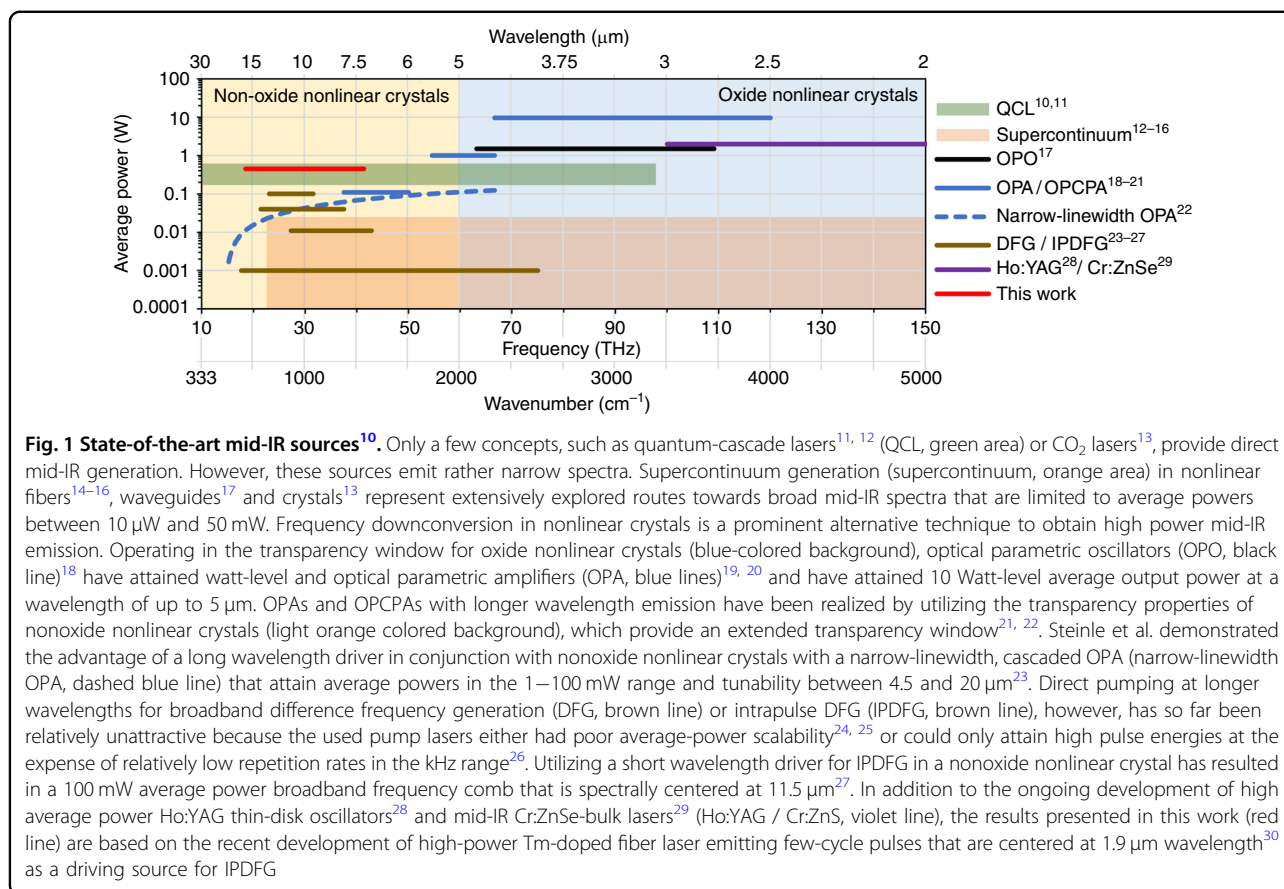 Wavelength (μm)
30 15 10 7.5 6 5 3.75 3 2.5 2
100
10
1
0.1
0.01
0.001
0.0001
Average power (W)
Non-oxide nonlinear crystals
Oxide nonlinear crystals
10 30 50 70 90 110 130 150
Frequency (THz)
333 1000 2000 3000 4000 5000
Wavenumber (cm⁻¹)
QCL¹⁰,¹¹
Supercontinuum¹²⁻¹⁶
OPO¹⁷
OPA / OPCPA¹⁸⁻²¹
Narrow-linewidth OPA²²
DFG / IPDFG²³⁻²⁷
Ho:YAG²⁸/ Cr:ZnSe²⁹
This work
Fig. 1 State-of-the-art mid-IR sources¹⁰. Only a few concepts, such as quantum-cascade lasers¹¹, ¹² (QCL, green area) or CO₂ lasers¹³, provide direct
mid-IR generation. However, these sources emit rather narrow spectra. Supercontinuum generation (supercontinuum, orange area) in nonlinear
fibers¹⁴⁻¹⁶, waveguides¹⁷ and crystals¹³ represent extensively explored routes towards broad mid-IR spectra that are limited to average powers
between 10 μW and 50 mW. Frequency downconversion in nonlinear crystals is a prominent alternative technique to obtain high power mid-IR
emission. Operating in the transparency window for oxide nonlinear crystals (blue-colored background), optical parametric oscillators (OPO, black
line)¹⁸ have attained watt-level and optical parametric amplifiers (OPA, blue lines)¹⁹, ²⁰ and have attained 10 Watt-level average output power at a
wavelength of up to 5 μm. OPAs and OPCPAs with longer wavelength emission have been realized by utilizing the transparency properties of
nonoxide nonlinear crystals (light orange colored background), which provide an extended transparency window²¹, ²². Steinle et al. demonstrated
the advantage of a long wavelength driver in conjunction with nonoxide nonlinear crystals with a narrow-linewidth, cascaded OPA (narrow-linewidth
OPA, dashed blue line) that attain average powers in the 1−100 mW range and tunability between 4.5 and 20 μm²³. Direct pumping at longer
wavelengths for broadband difference frequency generation (DFG, brown line) or intrapulse DFG (IPDFG, brown line), however, has so far been
relatively unattractive because the used pump lasers either had poor average-power scalability²⁴, ²⁵ or could only attain high pulse energies at the
expense of relatively low repetition rates in the kHz range²⁶. Utilizing a short wavelength driver for IPDFG in a nonoxide nonlinear crystal has resulted
in a 100 mW average power broadband frequency comb that is spectrally centered at 11.5 μm²⁷. In addition to the ongoing development of high
average power Ho:YAG thin-disk oscillators²⁸ and mid-IR Cr:ZnSe-bulk lasers²⁹ (Ho:YAG / Cr:ZnS, violet line), the results presented in this work (red
line) are based on the recent development of high-power Tm-doped fiber laser emitting few-cycle pulses that are centered at 1.9 μm wavelength³⁰
as a driving source for IPDFG